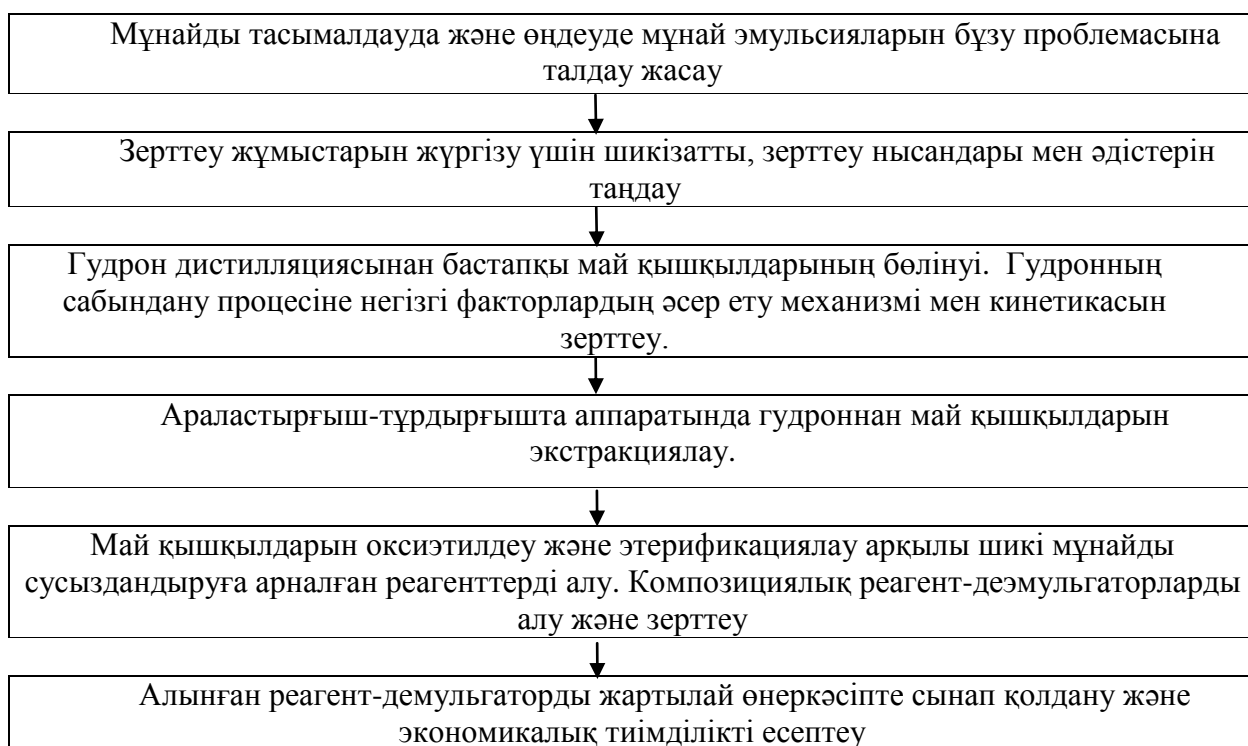 Мұнайды тасымалдауда және өңдеуде мұнай эмульсияларын бұзу проблемасына
талдау жасау
Зерттеу жұмыстарын жүргізу үшін шикізатты, зерттеу нысандары мен әдістерін
таңдау
Гудрон дистилляциясынан бастапқы май қышқылдарының бөлінуі. Гудронның
сабындану процесіне негізгі факторлардың әсер ету механизмі мен кинетикасын
зерттеу.
Араластырғыш-тұрдырғышта аппаратында гудроннан май қышқылдарын
экстракциялау.
Май қышқылдарын оксиэтилдеу және этерификациялау арқылы шикі мұнайды
сусыздандыруға арналған реагенттерді алу. Композициялық реагент-деэмульгаторларды
алу және зерттеу
Алынған реагент-демульгаторды жартылай өнеркәсіпте сынап қолдану және
экономикалық тиімділікті есептеу